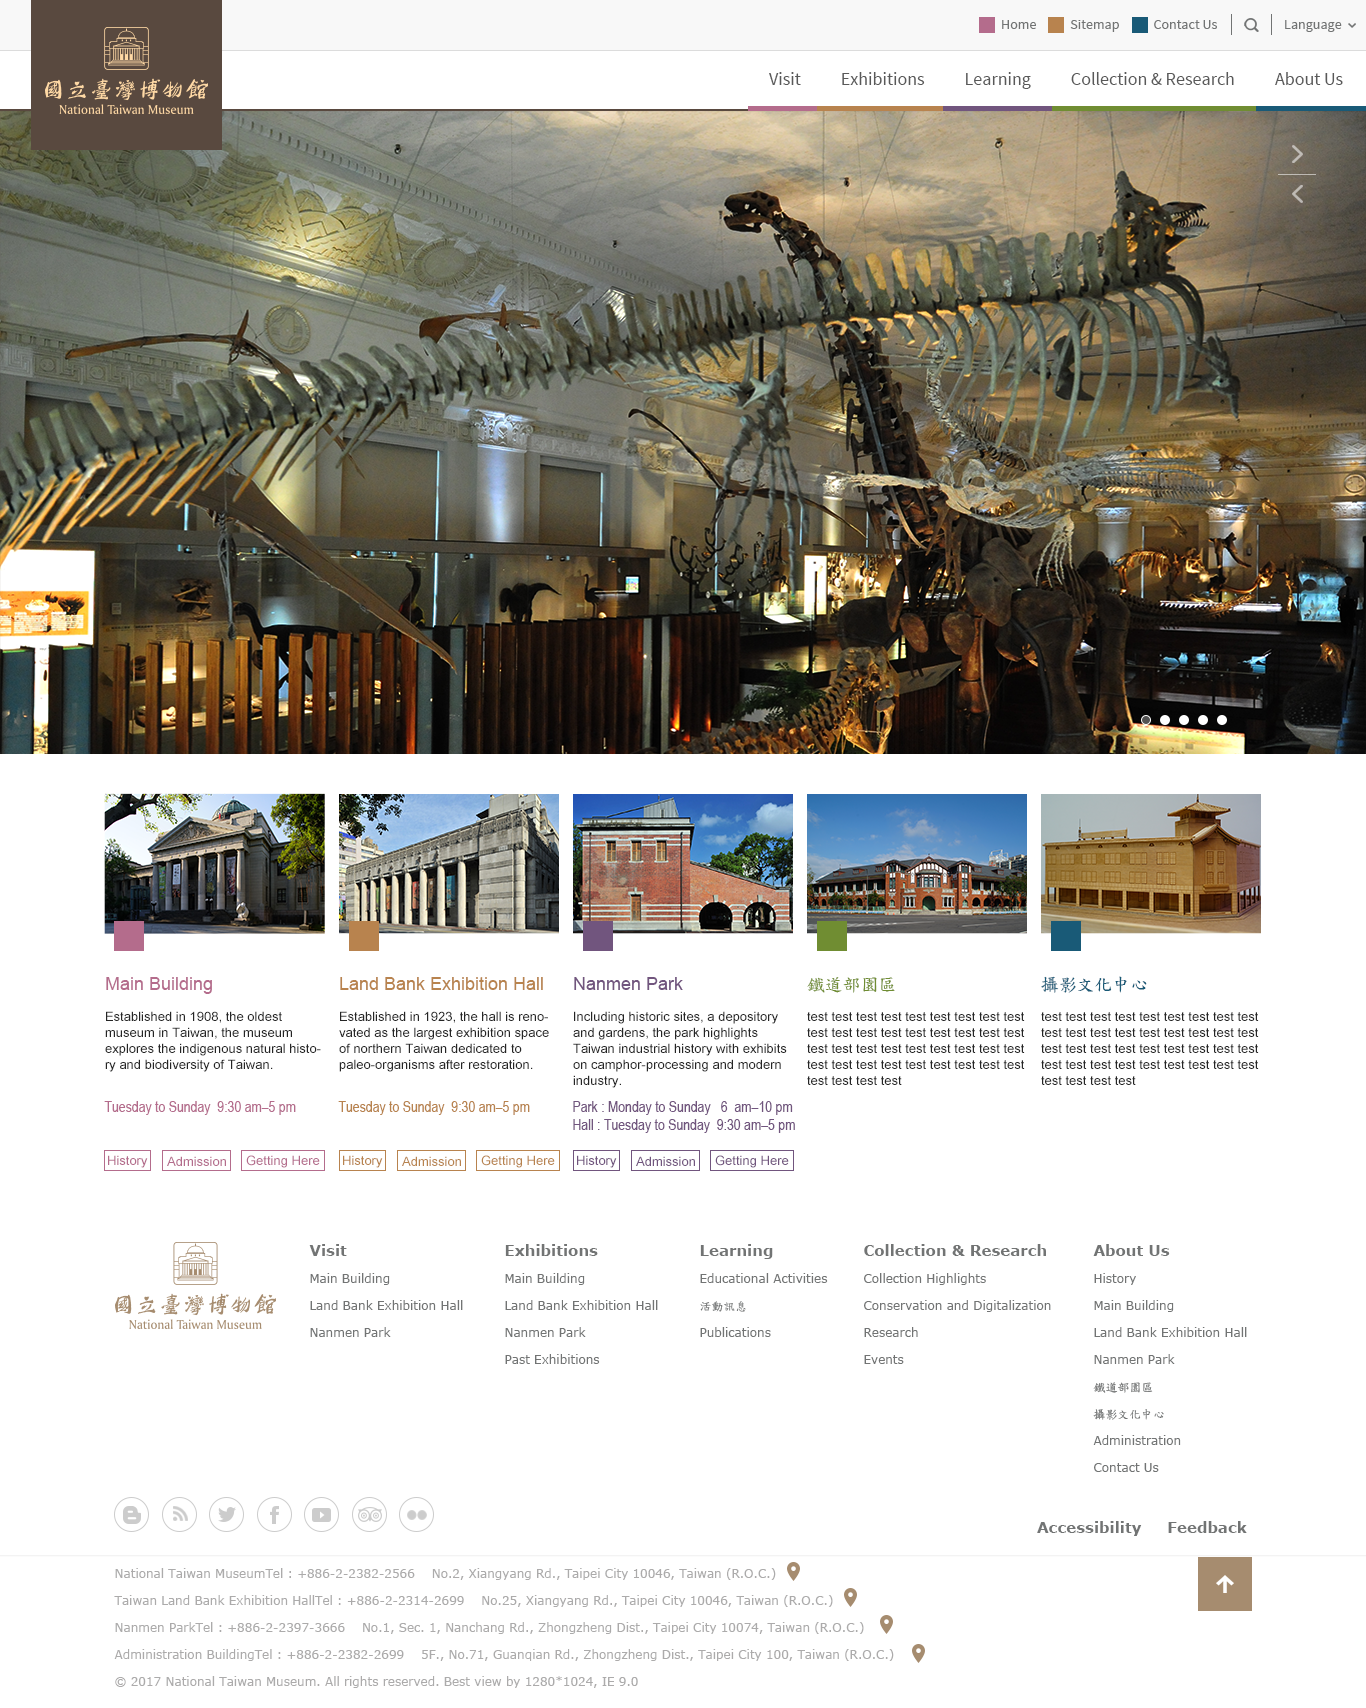 Home Sitemap Contact Us Language
國立臺灣博物館
National Taiwan Museum
Visit Exhibitions Learning Collection & Research About Us
Main Building
Established in 1908, the oldest
museum in Taiwan, the museum
explores the indigenous natural histo-
ry and biodiversity of Taiwan.
Tuesday to Sunday 9:30 am–5 pm
History Admission Getting Here
Land Bank Exhibition Hall
Established in 1923, the hall is reno-
vated as the largest exhibition space
of northern Taiwan dedicated to
paleo-organisms after restoration.
Tuesday to Sunday 9:30 am–5 pm
History Admission Getting Here
Nanmen Park
Including historic sites, a depository
and gardens, the park highlights
Taiwan industrial history with exhibits
on camphor-processing and modern
industry.
Park : Monday to Sunday 6 am–10 pm
Hall : Tuesday to Sunday 9:30 am–5 pm
History Admission Getting Here
鐵道部園區
test test test test test test test test test
test test test test test test test test test
test test test test test test test test test
test test test test test test test test test
test test test test
攝影文化中心
test test test test test test test test test
test test test test test test test test test
test test test test test test test test test
test test test test test test test test test
test test test test
國立臺灣博物館
National Taiwan Museum
Visit
Main Building
Land Bank Exhibition Hall
Nanmen Park
Exhibitions
Main Building
Land Bank Exhibition Hall
Nanmen Park
Past Exhibitions
Learning
Educational Activities
活動訊息
Publications
Collection & Research
Collection Highlights
Conservation and Digitalization
Research
Events
About Us
History
Main Building
Land Bank Exhibition Hall
Nanmen Park
鐵道部園區
攝影文化中心
Administration
Contact Us
Accessibility Feedback
National Taiwan MuseumTel : +886-2-2382-2566 No.2, Xiangyang Rd., Taipei City 10046, Taiwan (R.O.C.)
Taiwan Land Bank Exhibition HallTel : +886-2-2314-2699 No.25, Xiangyang Rd., Taipei City 10046, Taiwan (R.O.C.)
Nanmen ParkTel : +886-2-2397-3666 No.1, Sec. 1, Nanchang Rd., Zhongzheng Dist., Taipei City 10074, Taiwan (R.O.C.)
Administration BuildingTel : +886-2-2382-2699 5F., No.71, Guanqian Rd., Zhongzheng Dist., Taipei City 100, Taiwan (R.O.C.)
© 2017 National Taiwan Museum. All rights reserved. Best view by 1280*1024, IE 9.0